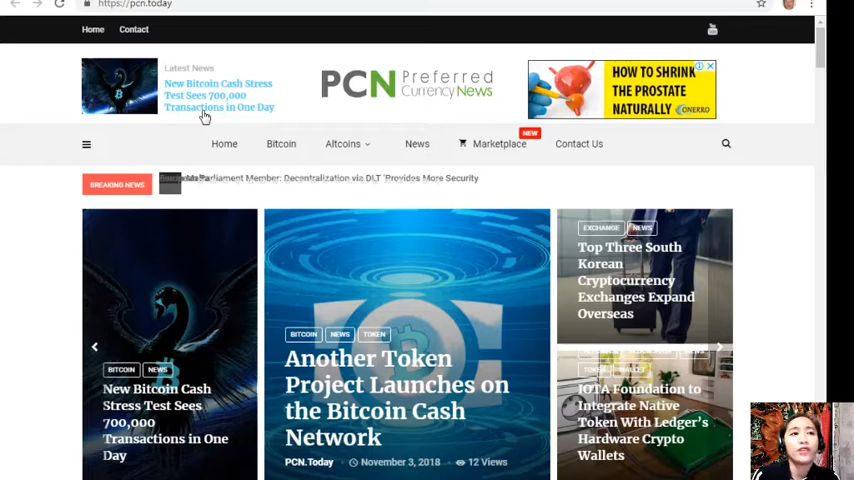 https://pcn.today
Home Contact
Latest News
New Bitcoin Cash Stress
Test Sees 700,000
Transactions in One Day
PCN Preferred
Currency News
HOW TO SHRINK
THE PROSTATE
NATURALLY
CONERRO
NEW
Home Bitcoin Altcoins News Marketplace Contact Us
BREAKING NEWS
Parliament Member: Decentralization via DLT 'Provides More Security
BITCOIN NEWS
New Bitcoin Cash
Stress Test Sees
700,000
Transactions in One
Day
BITCOIN NEWS TOKEN
Another Token
Project Launches on
the Bitcoin Cash
Network
PCN.Today November 3, 2018 12 Views
EXCHANGE NEWS
Top Three South
Korean
Cryptocurrency
Exchanges Expand
Overseas
TOKEN WALLET
IOTA Foundation to
Integrate Native
Token With Ledger's
Hardware Crypto
Wallets